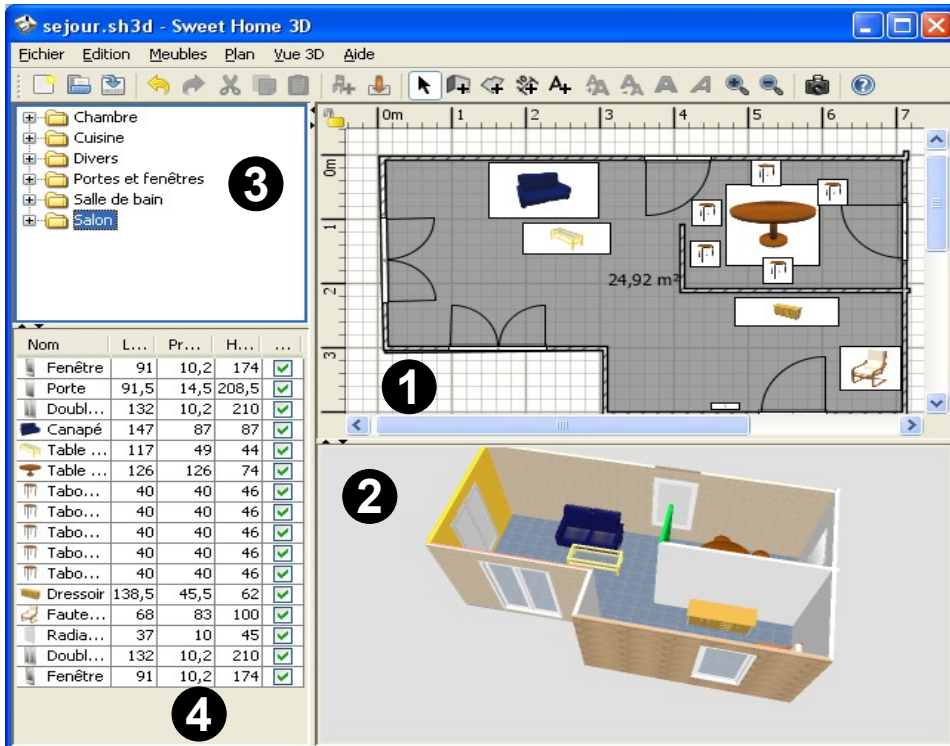 sejour.sh3d - Sweet Home 3D
Fichier Edition Meubles Plan Vue 3D Aide
Chambre
Cuisine
Divers
Portes et fenêtres
Salle de bain
Salon
3
0m 1 2 3 4 5 6 7
0m
1
2
3
24,92 m²
1
Nom L... Pr... H... ...
Fenêtre 91 10,2 174
Porte 91,5 14,5 208,5
Doubl... 132 10,2 210
Canapé 147 87 87
Table ... 117 49 44
Table ... 126 126 74
Tabo... 40 40 46
Tabo... 40 40 46
Tabo... 40 40 46
Tabo... 40 40 46
Tabo... 40 40 46
Dressoir 138,5 45,5 62
Faute... 68 83 100
Radia... 37 10 45
Doubl... 132 10,2 210
Fenêtre 91 10,2 174
4
2